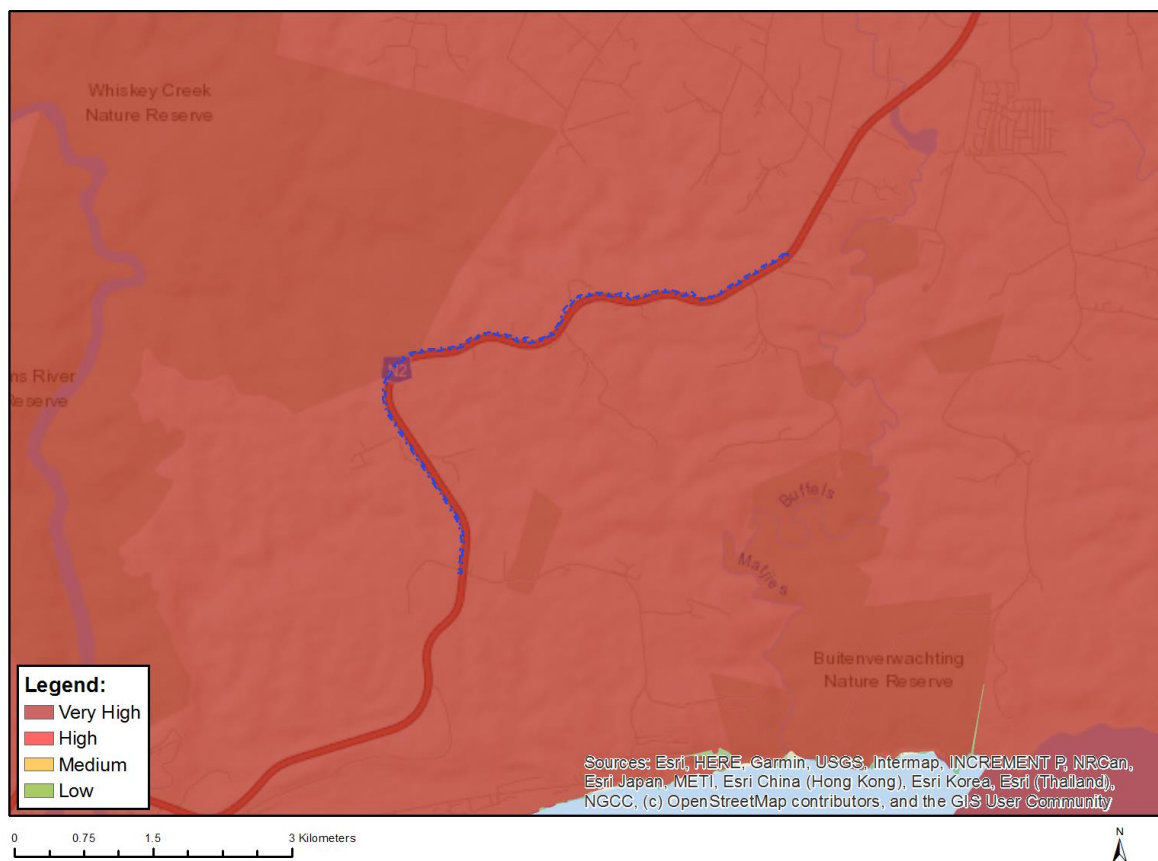 Whiskey Creek
Nature Reserve
N2
ns River
Reserve
Buffels
Matjies
Buitenverwachting
Nature Reserve
Legend:
Very High
High
Medium
Low
Sources: Esri, HERE, Garmin, USGS, Intermap, INCREMENT P, NRCan,
Esri Japan, METI, Esri China (Hong Kong), Esri Korea, Esri (Thailand),
NGCC, (c) OpenStreetMap contributors, and the GIS User Community
0 0.75 1.5 3 Kilometers
N